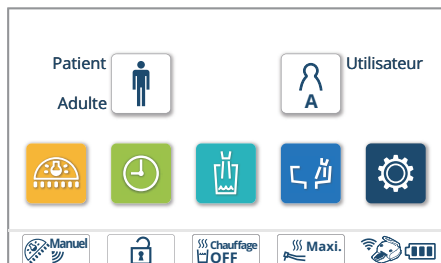 Patient
Adulte
A
Utilisateur
Manuel
Chauffage
OFF
Maxi.